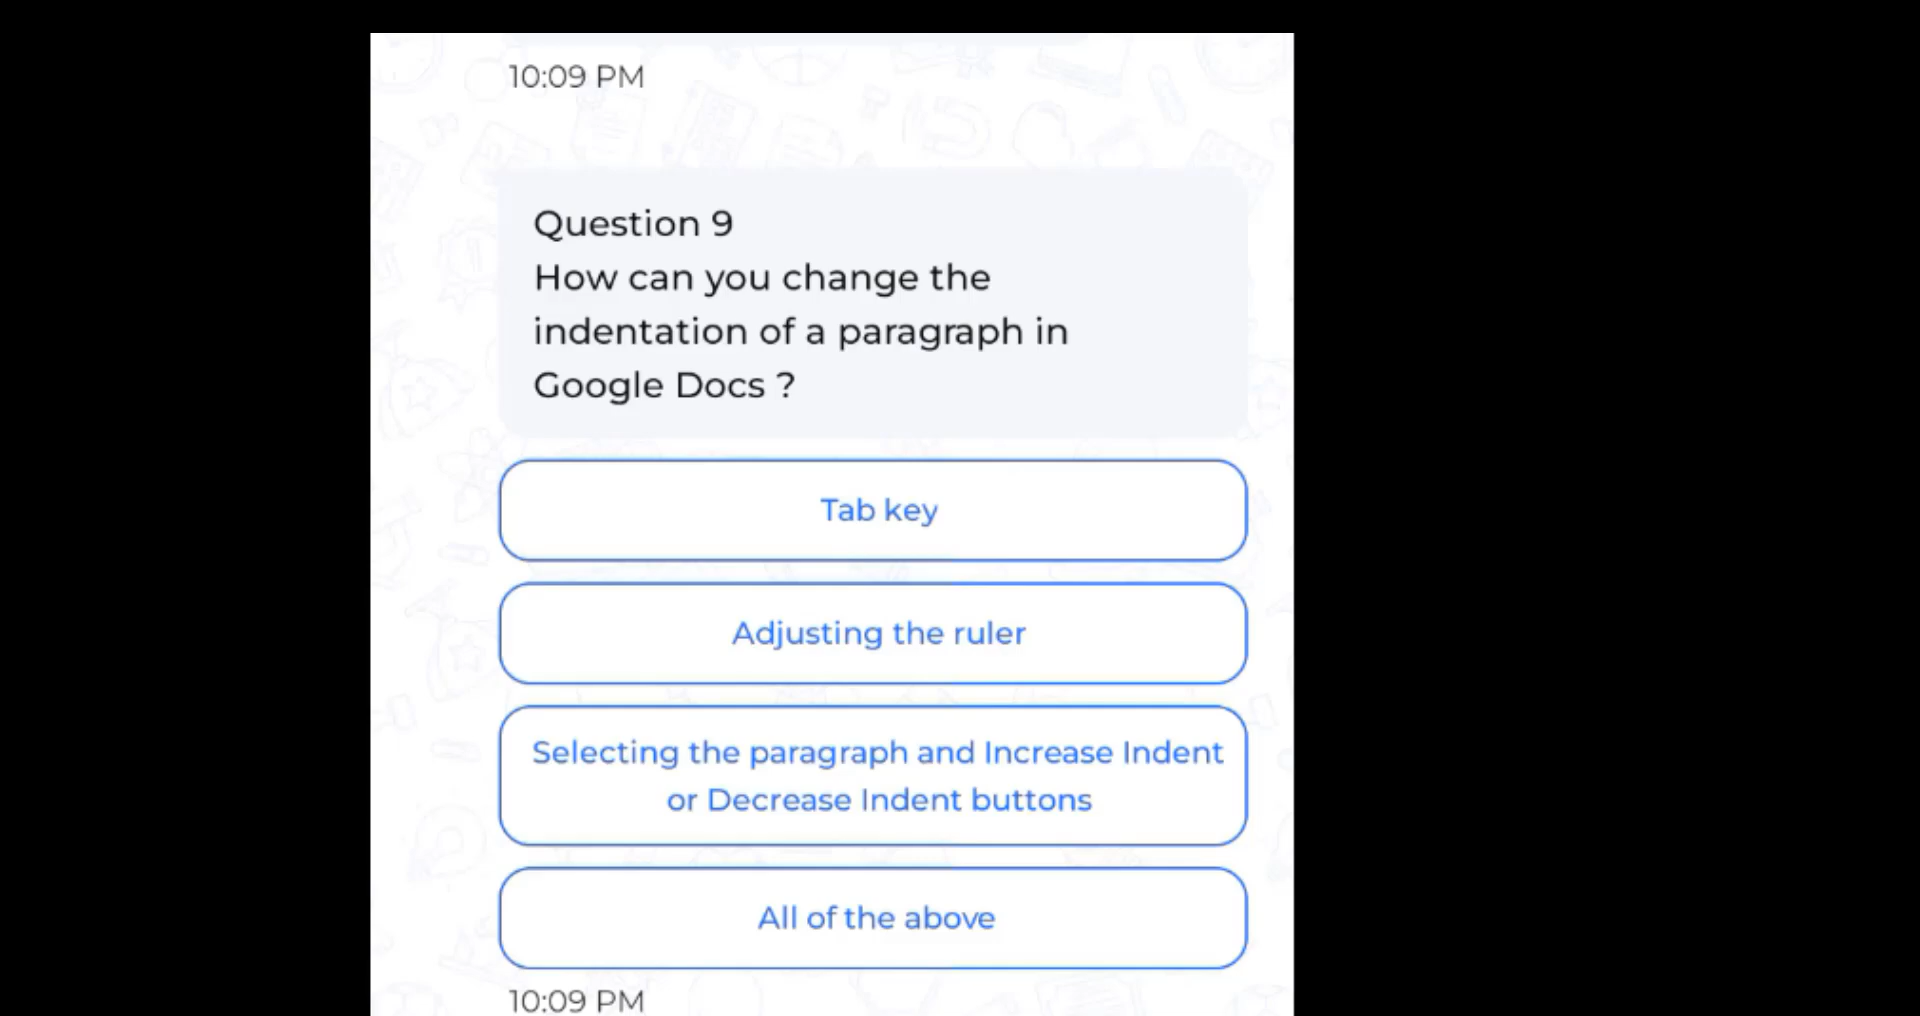 10:09 PM
Question 9
How can you change the
indentation of a paragraph in
Google Docs ?
Tab key
Adjusting the ruler
Selecting the paragraph and Increase Indent
or Decrease Indent buttons
All of the above
10:09 PM